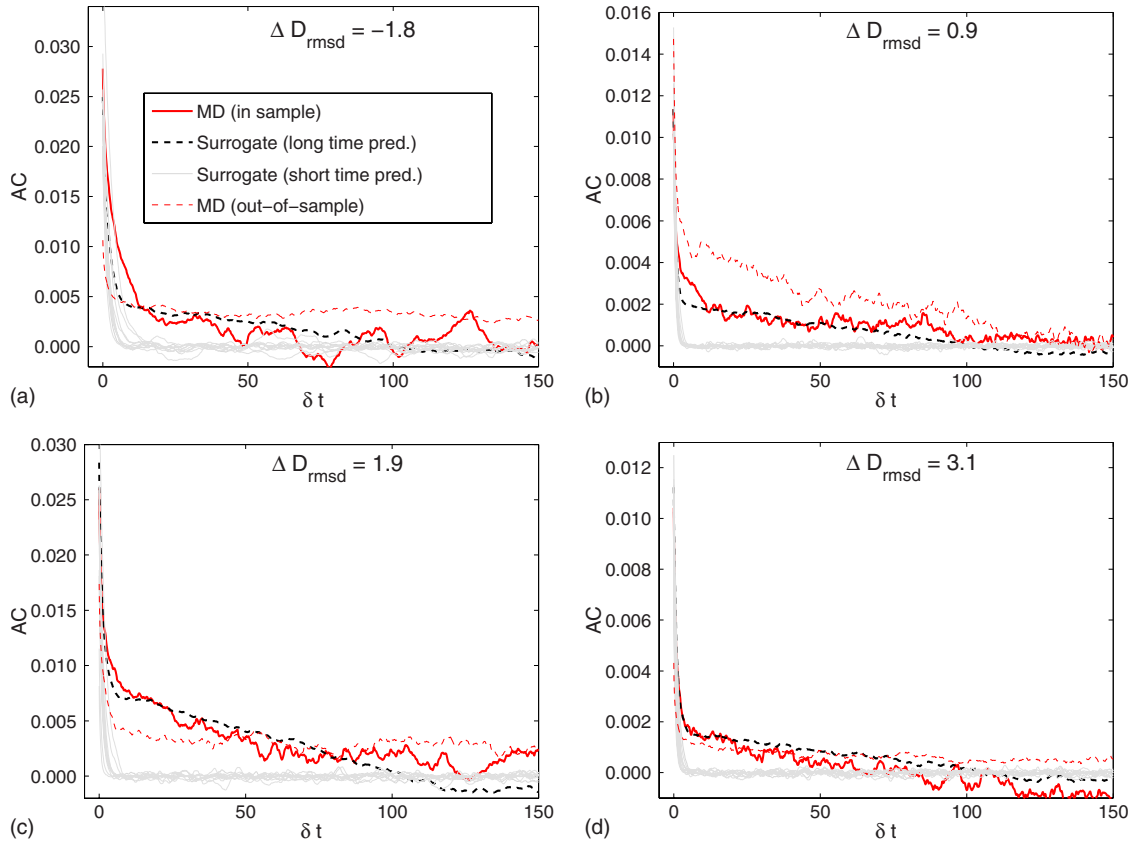 Δ D_rmsd = −1.8
0.030
0.025
0.020
0.015
0.010
0.005
0.000
AC
MD (in sample)
Surrogate (long time pred.)
Surrogate (short time pred.)
MD (out−of−sample)
0
50
100
150
δ t
(a)
Δ D_rmsd = 0.9
0.016
0.014
0.012
0.010
0.008
0.006
0.004
0.002
0.000
AC
0
50
100
150
δ t
(b)
Δ D_rmsd = 1.9
0.030
0.025
0.020
0.015
0.010
0.005
0.000
AC
0
50
100
150
δ t
(c)
Δ D_rmsd = 3.1
0.012
0.010
0.008
0.006
0.004
0.002
0.000
AC
0
50
100
150
δ t
(d)